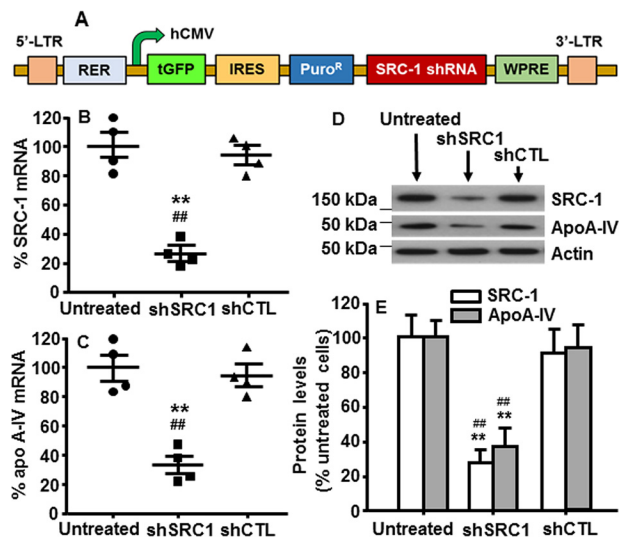 A
5'-LTR
hCMV
3'-LTR
RER
tGFP
IRES
Puro^R
SRC-1 shRNA
WPRE
B
% SRC-1 mRNA
120
100
80
60
40
20
0
**
##
Untreated
shSRC1
shCTL
C
% apo A-IV mRNA
120
100
80
60
40
20
0
**
##
Untreated
shSRC1
shCTL
D
Untreated
shSRC1
shCTL
150 kDa
SRC-1
50 kDa
ApoA-IV
50 kDa
Actin
E
SRC-1
ApoA-IV
Protein levels
(% untreated cells)
120
100
80
60
40
20
0
##
**
##
**
Untreated
shSRC1
shCTL